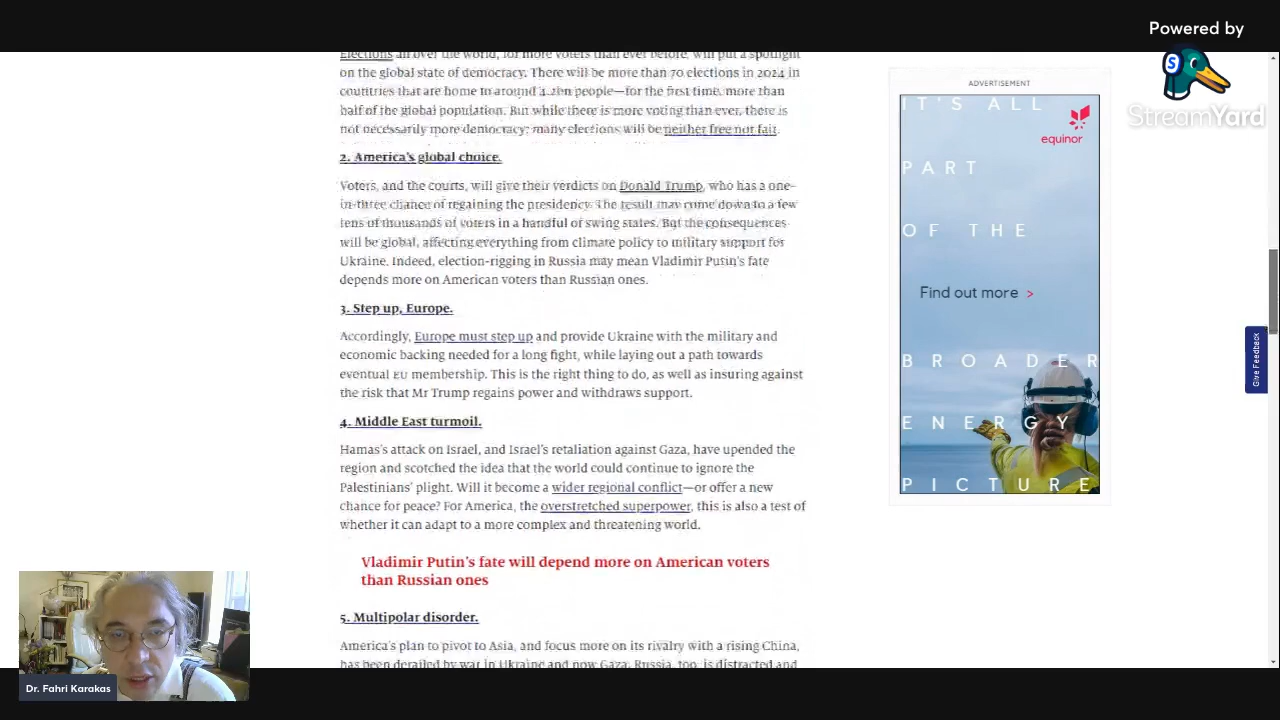 Powered by
StreamYard
Elections all over the world, for more voters than ever before, will put a spotlight
on the global state of democracy. There will be more than 70 elections in 2024 in
countries that are home to around 4.2bn people—for the first time, more than
half of the global population. But while there is more voting than ever, there is
not necessarily more democracy: many elections will be neither free nor fair.
2. America's global choice.
Voters, and the courts, will give their verdicts on Donald Trump, who has a one-
in-three chance of regaining the presidency. The result may come down to a few
tens of thousands of voters in a handful of swing states. But the consequences
will be global, affecting everything from climate policy to military support for
Ukraine. Indeed, election-rigging in Russia may mean Vladimir Putin's fate
depends more on American voters than Russian ones.
3. Step up, Europe.
Accordingly, Europe must step up and provide Ukraine with the military and
economic backing needed for a long fight, while laying out a path towards
eventual EU membership. This is the right thing to do, as well as insuring against
the risk that Mr Trump regains power and withdraws support.
4. Middle East turmoil.
Hamas's attack on Israel, and Israel's retaliation against Gaza, have upended the
region and scotched the idea that the world could continue to ignore the
Palestinians' plight. Will it become a wider regional conflict—or offer a new
chance for peace? For America, the overstretched superpower, this is also a test of
whether it can adapt to a more complex and threatening world.
Vladimir Putin's fate will depend more on American voters
than Russian ones
5. Multipolar disorder.
America's plan to pivot to Asia, and focus more on its rivalry with a rising China,
has been derailed by war in Ukraine and now Gaza. Russia, too, is distracted and
ADVERTISEMENT
IT'S ALL
equinor
PART
OF THE
Find out more >
BROADER
ENERGY
PICTURE
Give Feedback
Dr. Fahri Karakas